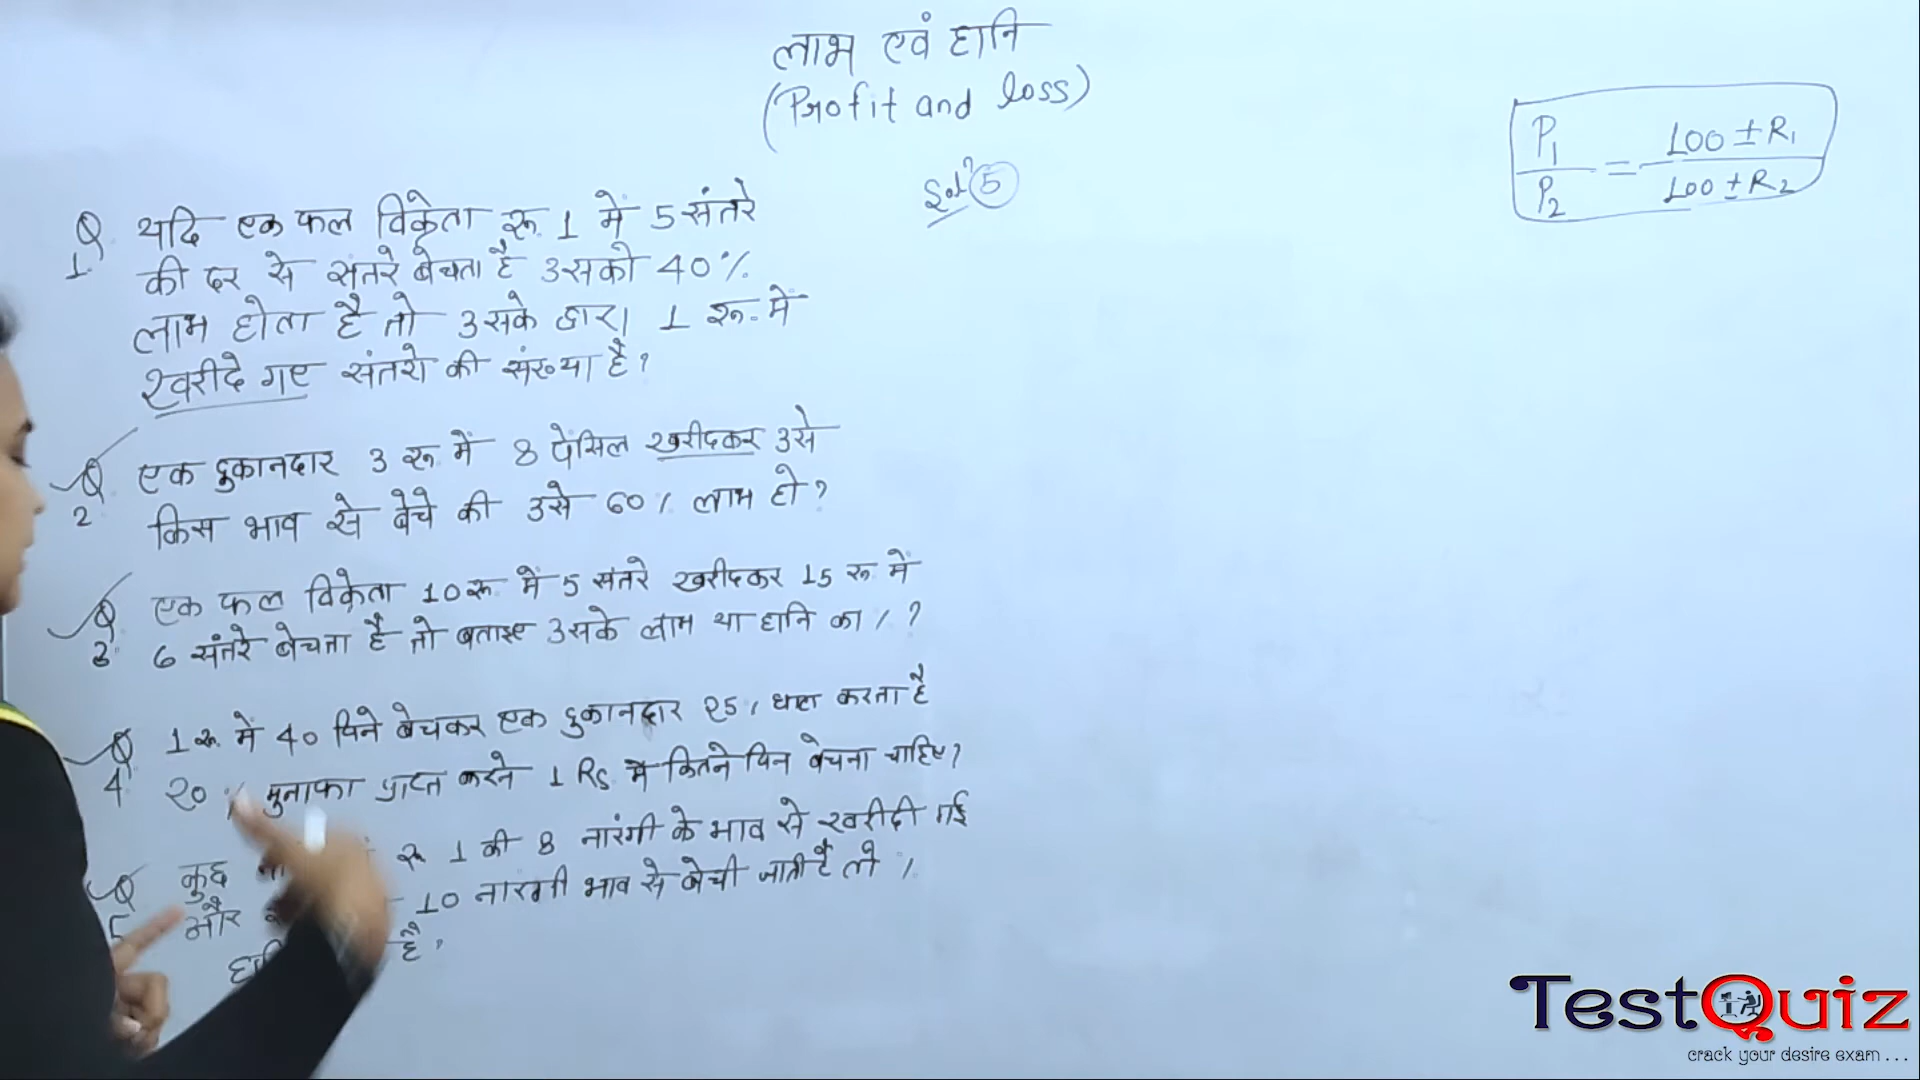 लाभ एवं हानि
(Profit and loss)
P1/P2 = 100 ± R1/100 ± R2
Solⁿ 5
Q 1. यदि एक फल विक्रेता रू. 1 में 5 संतरे
की दर से संतरे बेचता है उसको 40%
लाभ होता है तो उसके द्वारा 1 रू. में
खरीदे गए संतरो की संख्या है?
Q 2 एक दुकानदार 3 रू में 8 पेंसिल खरीदकर उसे
किस भाव से बेचे की उसे 60% लाभ हो?
Q 3. एक फल विक्रेता 10 रू. में 5 संतरे खरीदकर 15 रू में
6 संतरे बेचता है तो बताइए उसके लाभ या हानि का % ?
Q 4 1 रू में 40 पिने बेचकर एक दुकानदार 25% घाटा करता है
20% मुनाफा प्राप्त करने 1 Rs. में कितने पिन बेचना चाहिए?
Q 5 कुछ रू 1 की 8 नारंगी के भाव से खरीदी गई
और 10 नारंगी भाव से बेची जाती है तो %
है?
TestQuiz
crack your desire exam . . .